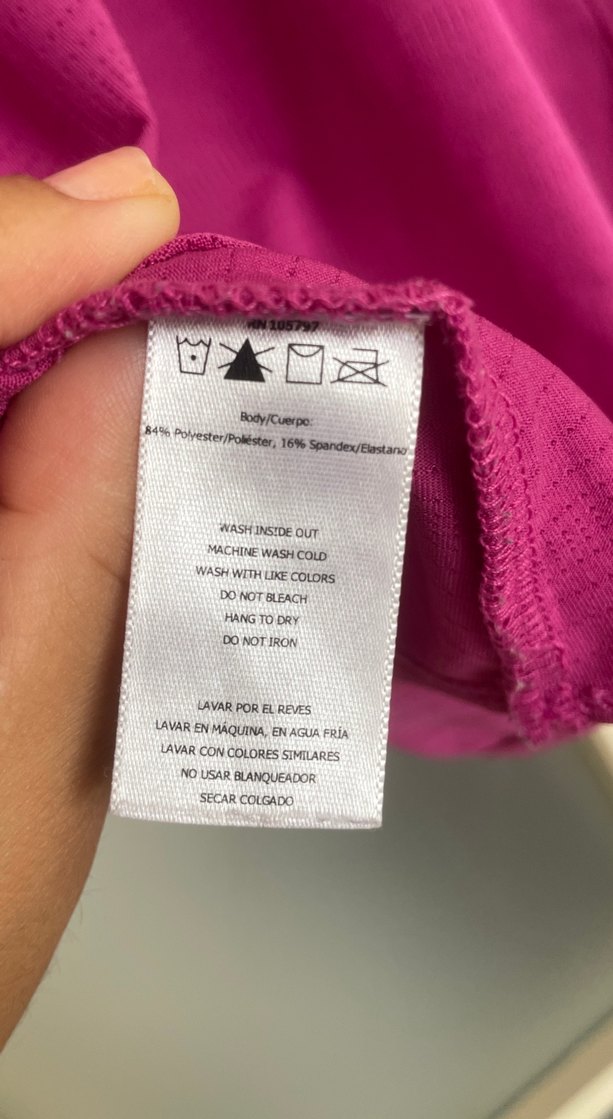 RN 105797
Body/Cuerpo:
84% Polyester/Poliéster, 16% Spandex/Elastano
WASH INSIDE OUT
MACHINE WASH COLD
WASH WITH LIKE COLORS
DO NOT BLEACH
HANG TO DRY
DO NOT IRON
LAVAR POR EL REVES
LAVAR EN MÁQUINA, EN AGUA FRÍA
LAVAR CON COLORES SIMILARES
NO USAR BLANQUEADOR
SECAR COLGADO